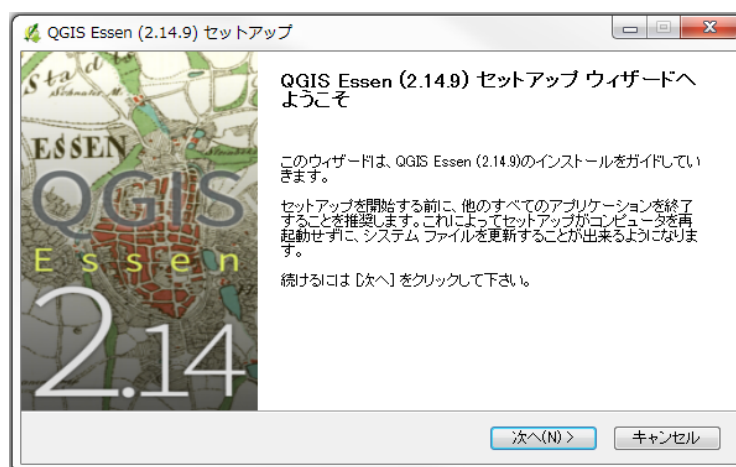 QGIS Essen (2.14.9) セットアップ
QGIS Essen (2.14.9) セットアップ ウィザードへ
ようこそ
このウィザードは、QGIS Essen (2.14.9)のインストールをガイドしてい
きます。
セットアップを開始する前に、他のすべてのアプリケーションを終了
することを推奨します。これによってセットアップがコンピュータを再
起動せずに、システム ファイルを更新することが出来るようになりま
す。
続けるには [次へ] をクリックして下さい。
Stadts
ESSEN
QGIS
Essen
2.14
次へ(N) >
キャンセル